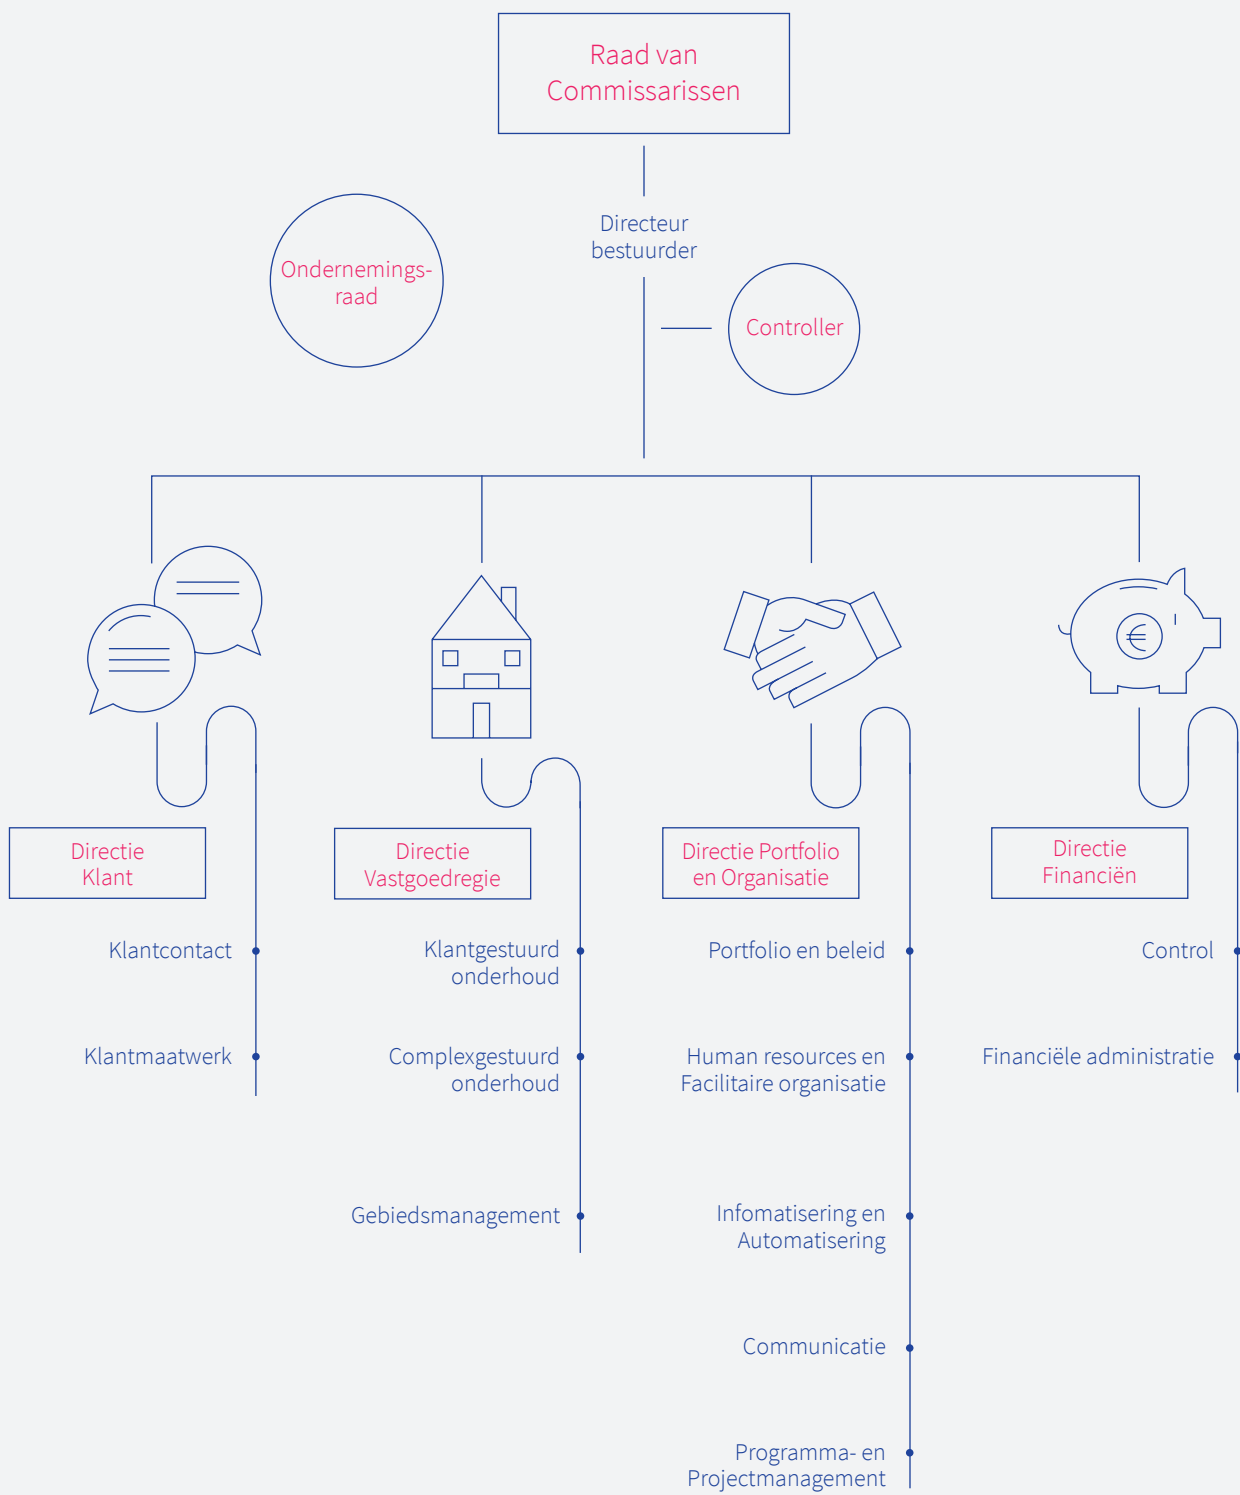 Raad van
Commissarissen
Directeur
bestuurder
Ondernemings-
raad
Controller
€
Directie
Klant
Klantcontact
Klantmaatwerk
Directie
Vastgoedregie
Klantgestuurd
onderhoud
Complexgestuurd
onderhoud
Gebiedsmanagement
Directie Portfolio
en Organisatie
Portfolio en beleid
Human resources en
Facilitaire organisatie
Infomatisering en
Automatisering
Communicatie
Programma- en
Projectmanagement
Directie
Financiën
Control
Financiële administratie